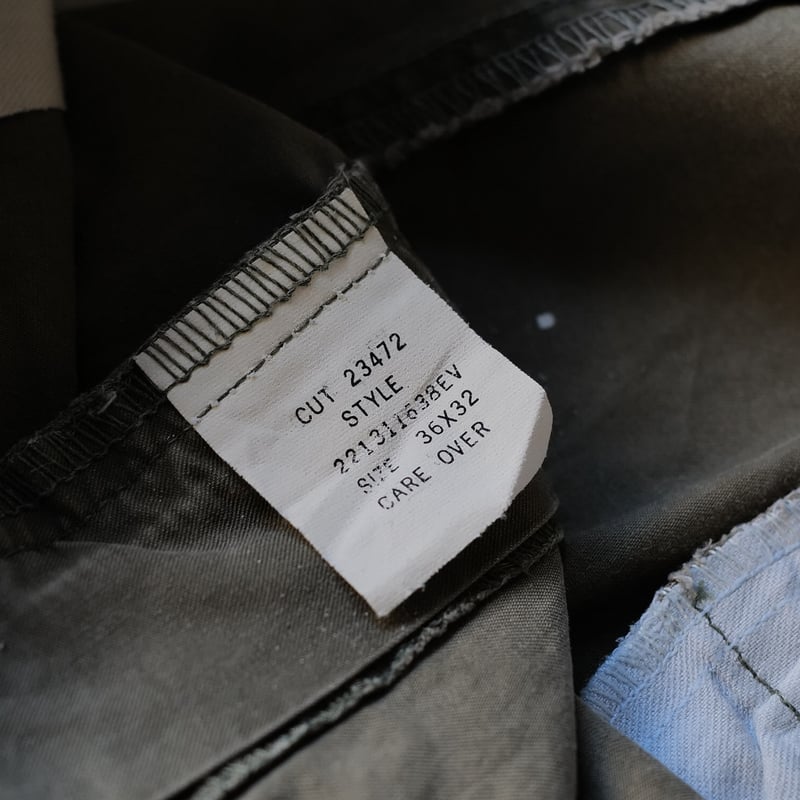 CUT 23472
STYLE
221311638EV
SIZE 36X32
CARE OVER